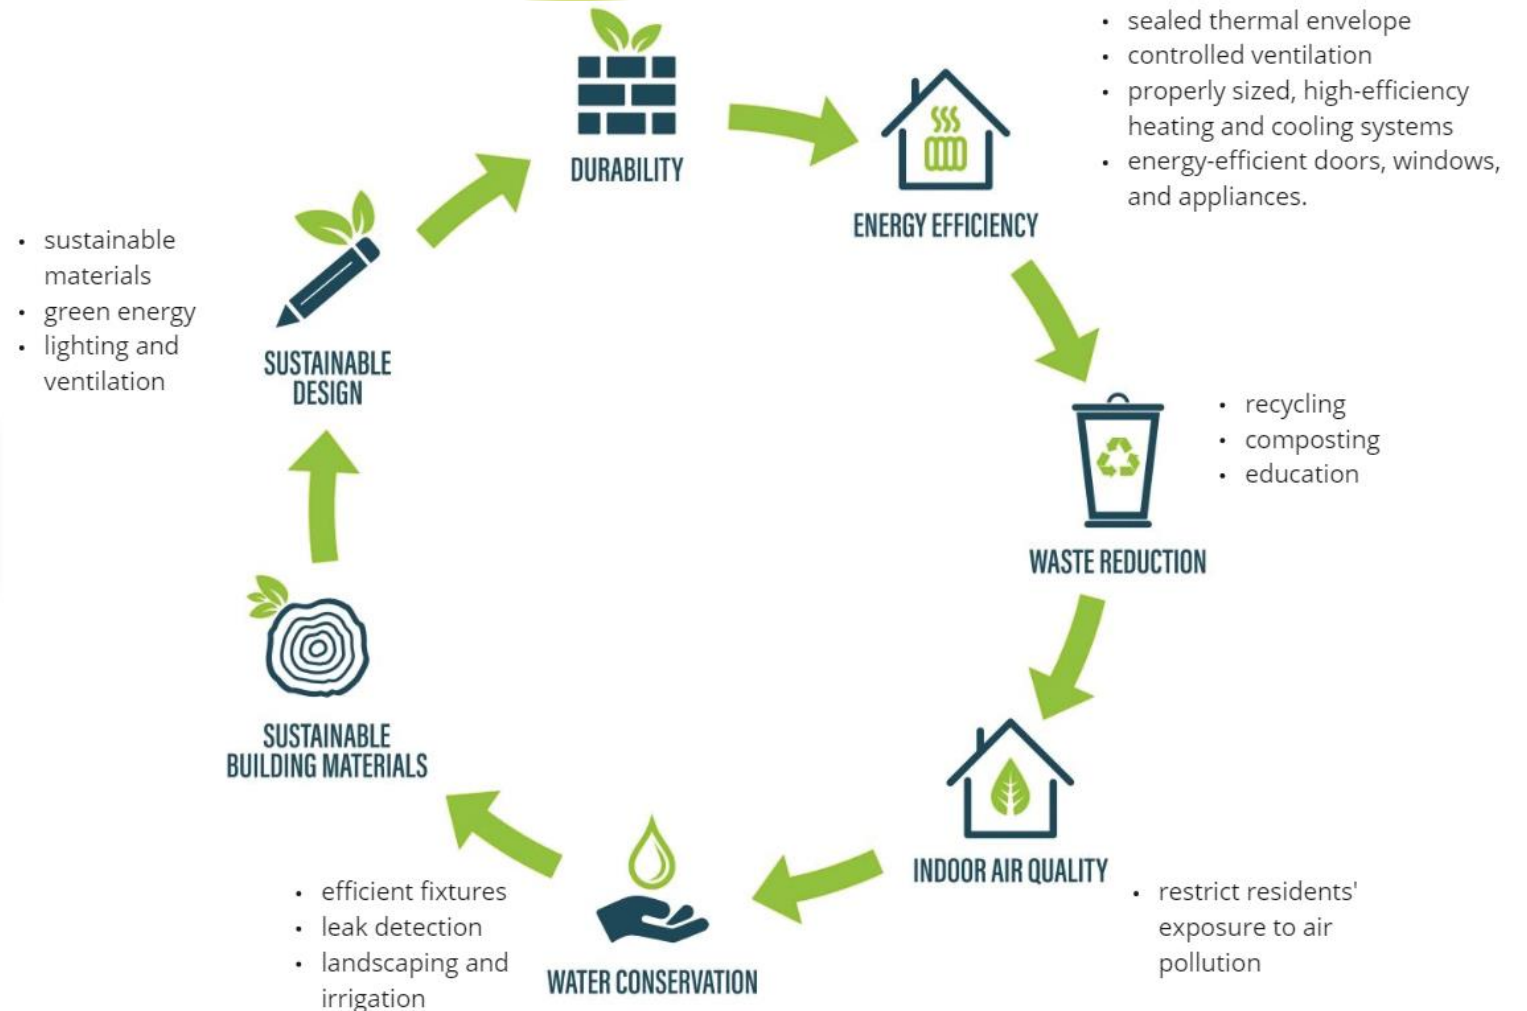 DURABILITY
ENERGY EFFICIENCY
• sealed thermal envelope
• controlled ventilation
• properly sized, high-efficiency
heating and cooling systems
• energy-efficient doors, windows,
and appliances.
WASTE REDUCTION
• recycling
• composting
• education
INDOOR AIR QUALITY
• restrict residents'
exposure to air
pollution
WATER CONSERVATION
• efficient fixtures
• leak detection
• landscaping and
irrigation
SUSTAINABLE
BUILDING MATERIALS
SUSTAINABLE
DESIGN
• sustainable
materials
• green energy
• lighting and
ventilation